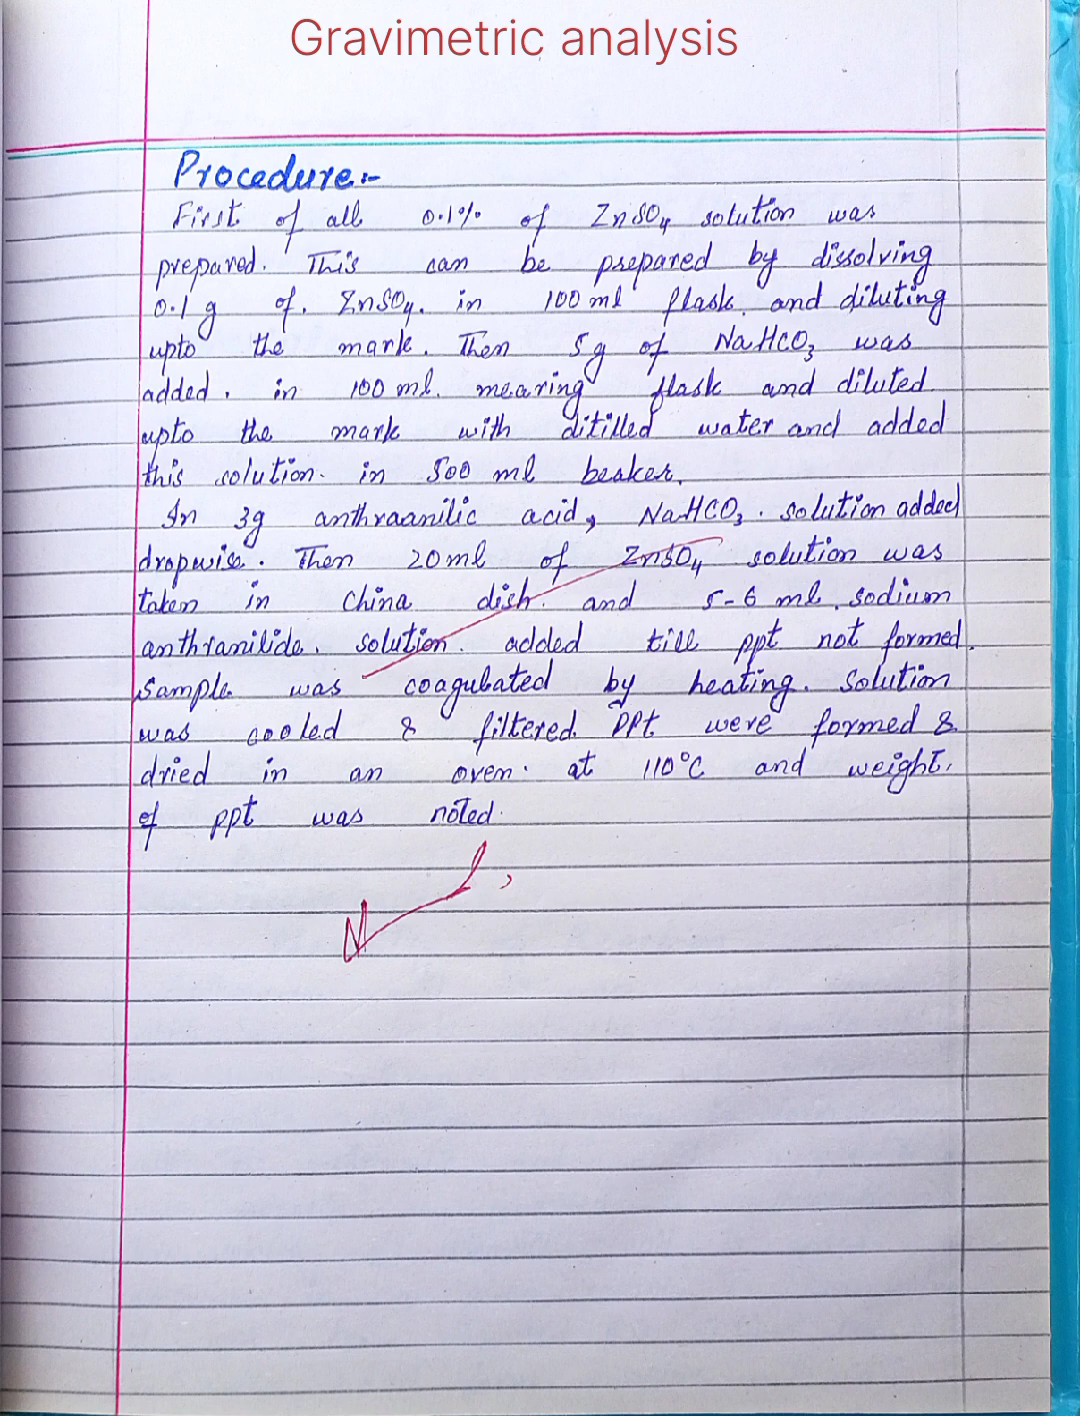 Gravimetric analysis
Procedure:-
First of all 0.1% of ZnSO4 solution was
prepared. This can be prepared by dissolving
0.1 g of. ZnSO4. in 100 ml flask. and diluting
upto the mark. Then 5g of NaHCO3 was
added. in 100 ml. mearing flask and diluted
upto the mark with ditilled water and added
this solution. in 500 ml beaker.
In 3g anthraanilic acid, NaHCO3. solution added
dropwise. Then 20ml of ZnSO4 solution was
taken in China dish. and 5-6 ml. sodium
anthranilide. solution. added till ppt not formed.
Sample. was coagulated by heating. Solution
was cooled & filtered. PPt were formed &
dried in an oven. at 110°C and weight.
of ppt was noted.